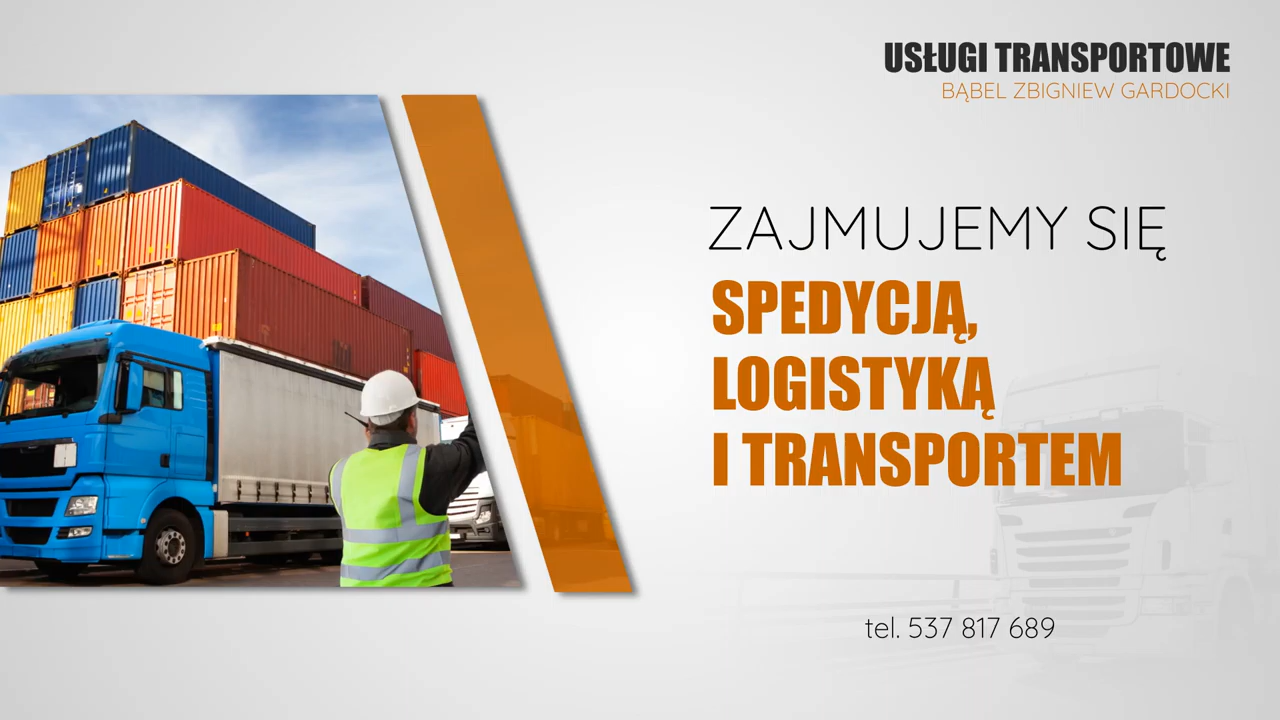 USŁUGI TRANSPORTOWE
BĄBEL ZBIGNIEW GARDOCKI
ZAJMUJEMY SIĘ
SPEDYCJĄ,
LOGISTYKĄ
I TRANSPORTEM
tel. 537 817 689